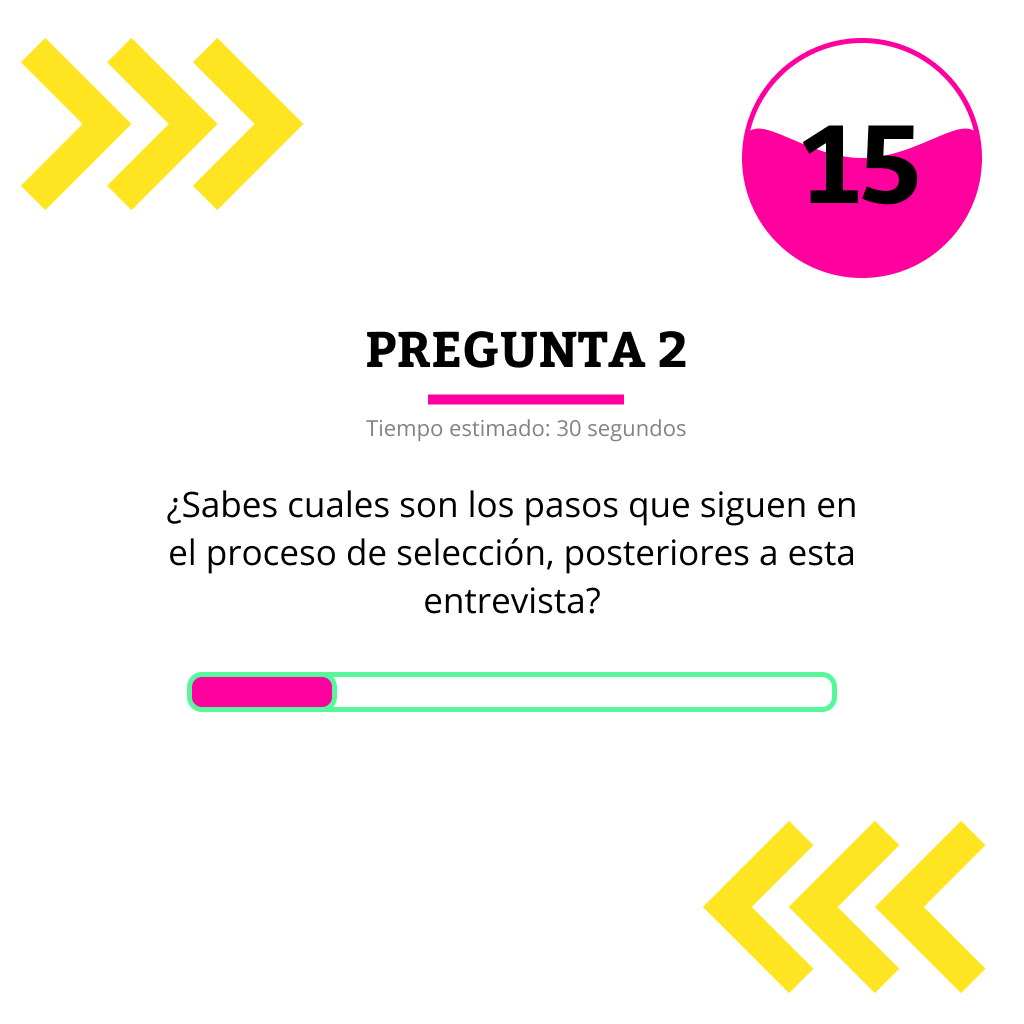 15
PREGUNTA 2
Tiempo estimado: 30 segundos
¿Sabes cuales son los pasos que siguen en
el proceso de selección, posteriores a esta
entrevista?